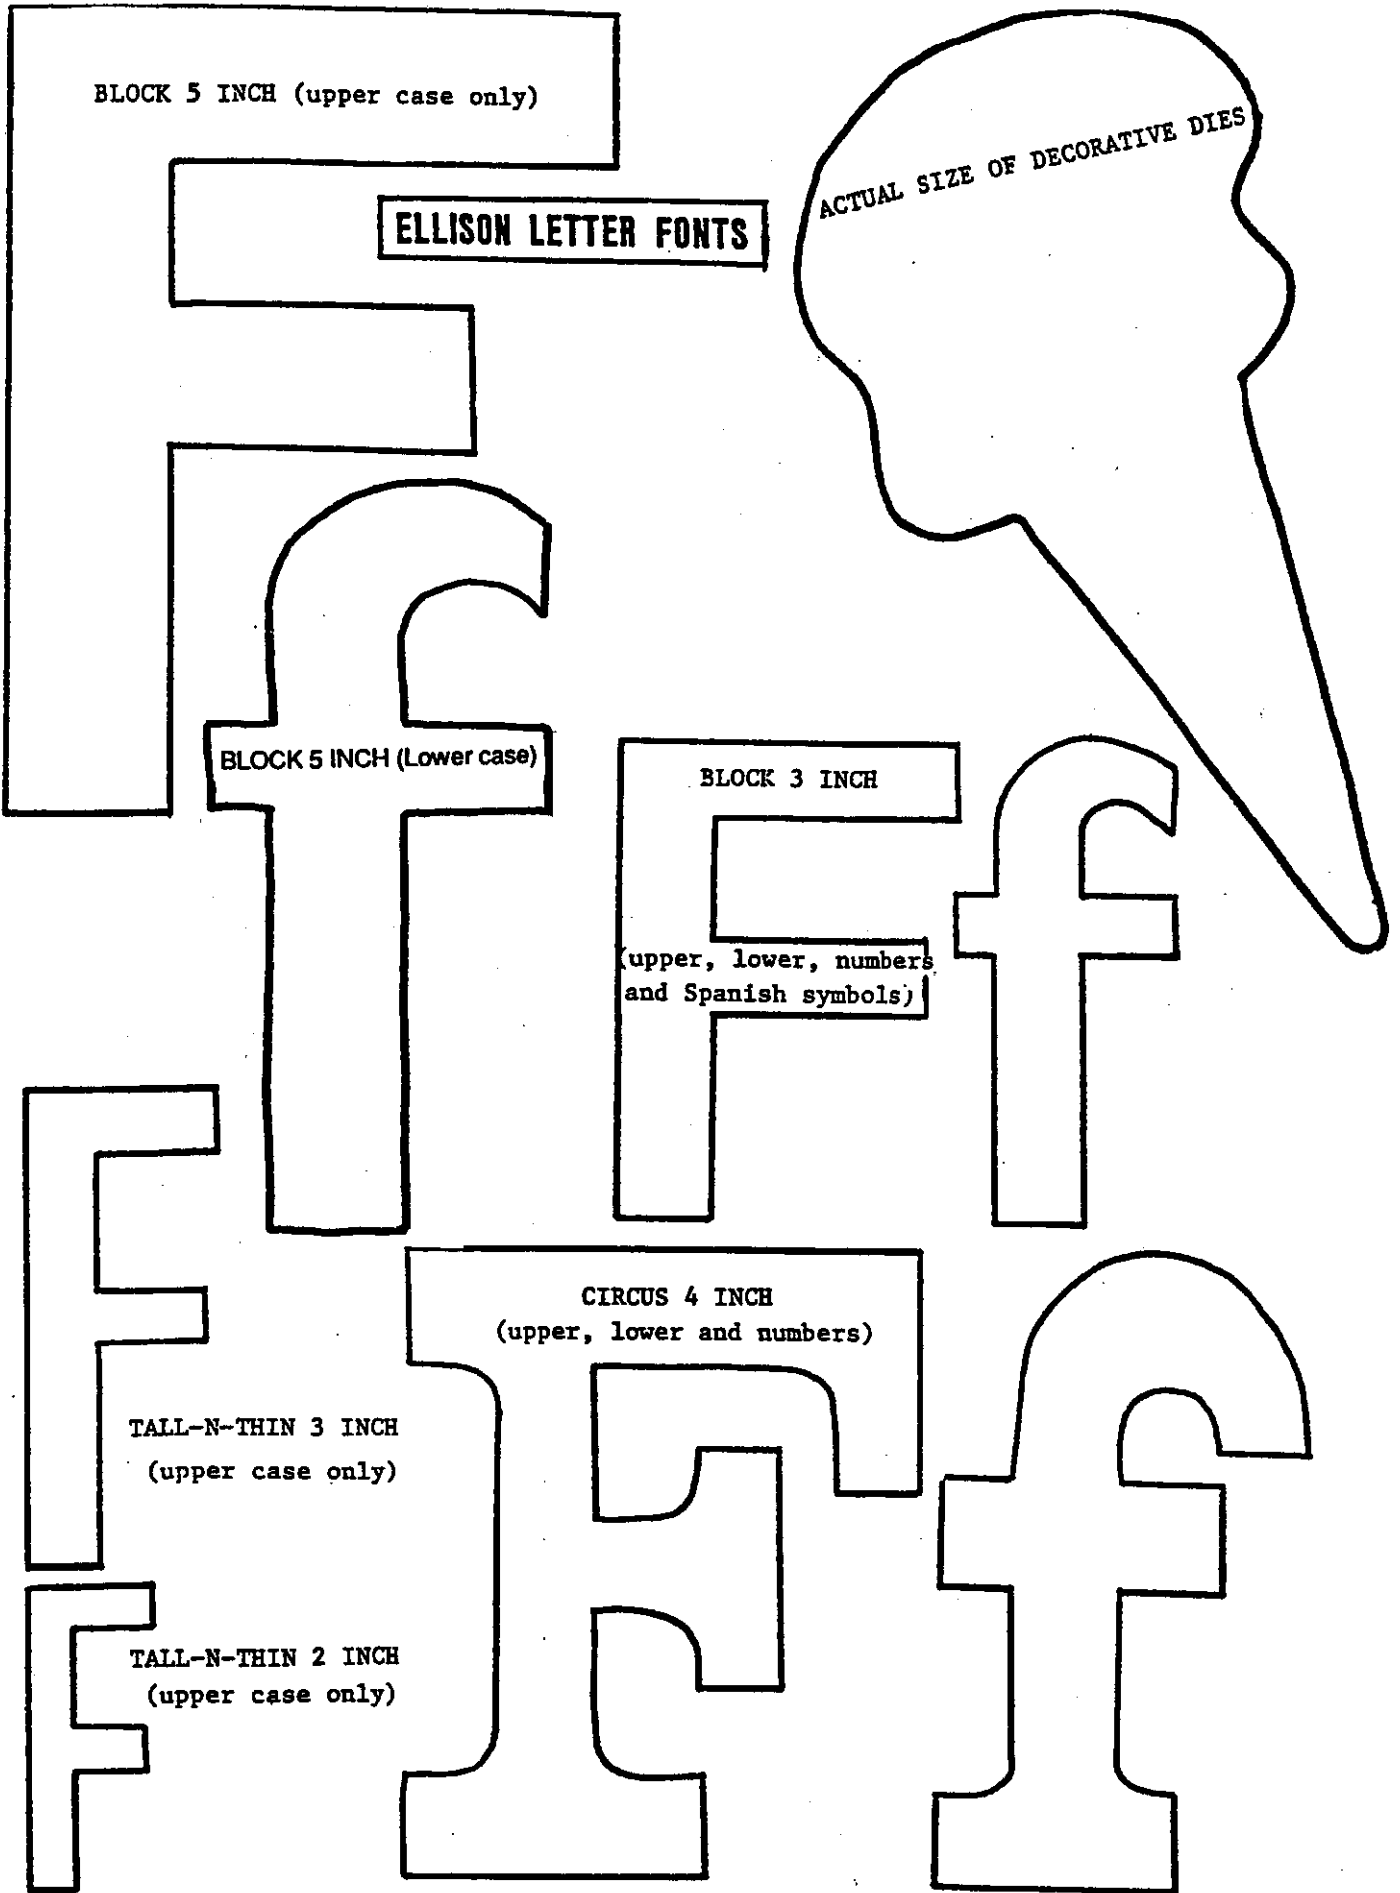 BLOCK 5 INCH (upper case only)
ACTUAL SIZE OF DECORATIVE DIES
ELLISON LETTER FONTS
BLOCK 5 INCH (Lower case)
BLOCK 3 INCH
(upper, lower, numbers
and Spanish symbols)
CIRCUS 4 INCH
(upper, lower and numbers)
TALL-N-THIN 3 INCH
(upper case only)
TALL-N-THIN 2 INCH
(upper case only)
F
f
F
f
F
F
f
F